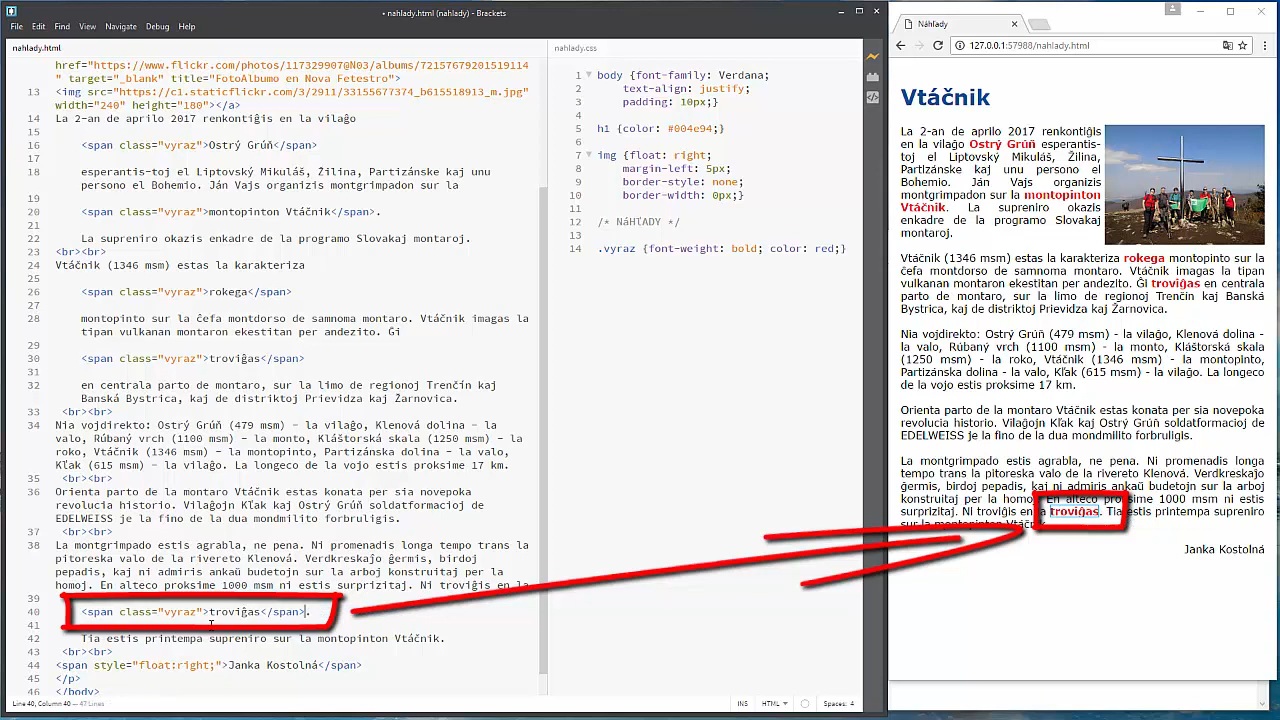 • nahlady.html (nahlady) - Brackets
File Edit Find View Navigate Debug Help
nahlady.html
href="https://www.flickr.com/photos/117339907@N03/albums/72157679201519114
" target="_blank" title="FotoAlbumo en Nova Fetestro">
13 <img src="https://c1.staticflickr.com/3/2911/33155677374_b615518913_m.jpg"
width="240" height="180"></a>
14 La 2-an de aprilo 2017 renkontiĝis en la vilaĝo
15
16 <span class="vyraz">Ostrý Grúň</span>
18 esperantis-toj el Liptovský Mikuláš, Žilina, Partizánske kaj unu
persono el Bohemio. Ján Vajs organizis montgrimpadon sur la
19
20 <span class="vyraz">montopinton Vtáčnik</span>.
21
22 La supreniro okazis enkadre de la programo Slovakaj montaroj.
23 <br><br>
24 Vtáčnik (1346 msm) estas la karakteriza
25
26 <span class="vyraz">rokega</span>
28 montopinto sur la ĉefa montdorso de samnoma montaro. Vtáčnik imagas la
tipan vulkanan montaron ekestitan per andezito. Ĝi
29
30 <span class="vyraz">troviĝas</span>
31
32 en centrala parto de montaro, sur la limo de regionoj Trenčín kaj
Banská Bystrica, kaj de distriktoj Prievidza kaj Žarnovica.
33 <br><br>
34 Nia vojdirekto: Ostrý Grúň (479 msm) - la vilaĝo, Klenová dolina - la
valo, Rúbaný vrch (1100 msm) - la monto, Kláštorská skala (1250 msm) - la
roko, Vtáčnik (1346 msm) - la montopinto, Partizánska dolina - la valo,
Kľak (615 msm) - la vilaĝo. La longeco de la vojo estis proksime 17 km.
35 <br><br>
36 Orienta parto de la montaro Vtáčnik estas konata per sia novepoka
revolucia historio. Vilaĝojn Kľak kaj Ostrý Grúň soldatformacioj de
EDELWEISS je la fino de la dua mondmilito forbruligis.
37 <br><br>
38 La montgrimpado estis agrabla, ne pena. Ni promenadis longa tempo trans la
pitoreska valo de la rivereto Klenová. Verdkreskaĵo ĝermis, birdoj
pepadis, kaj ni admiris ankaŭ budetojn sur la arboj konstruitaj per la
homoj. En alteco proksime 1000 msm ni estis surprizitaj. Ni troviĝis en la
39
40 <span class="vyraz">troviĝas</span>.
41
42 Tia estis printempa supreniro sur la montopinton Vtáčnik.
43 <br><br>
44 <span style="float:right;">Janka Kostolná</span>
45 </p>
46 </body>
Line 40, Column 40 — 47 Lines
INS HTML Spaces: 4
nahlady.css
1 body {font-family: Verdana;
2 text-align: justify;
3 padding: 10px;}
4
5 h1 {color: #004e94;}
6
7 img {float: right;
8 margin-left: 5px;
9 border-style: none;
10 border-width: 0px;}
11
12 /* NáHľADY */
13
14 .vyraz {font-weight: bold; color: red;}
Náhľady
127.0.0.1:57988/nahlady.html
Vtáčnik
La 2-an de aprilo 2017 renkontiĝis
en la vilaĝo Ostrý Grúň esperantis-
toj el Liptovský Mikuláš, Žilina,
Partizánske kaj unu persono el
Bohemio. Ján Vajs organizis
montgrimpadon sur la montopinton
Vtáčnik. La supreniro okazis
enkadre de la programo Slovakaj
montaroj.
Vtáčnik (1346 msm) estas la karakteriza rokega montopinto sur la
ĉefa montdorso de samnoma montaro. Vtáčnik imagas la tipan
vulkanan montaron ekestitan per andezito. Ĝi troviĝas en centrala
parto de montaro, sur la limo de regionoj Trenčín kaj Banská
Bystrica, kaj de distriktoj Prievidza kaj Žarnovica.
Nia vojdirekto: Ostrý Grúň (479 msm) - la vilaĝo, Klenová dolina -
la valo, Rúbaný vrch (1100 msm) - la monto, Kláštorská skala
(1250 msm) - la roko, Vtáčnik (1346 msm) - la montopinto,
Partizánska dolina - la valo, Kľak (615 msm) - la vilaĝo. La longeco
de la vojo estis proksime 17 km.
Orienta parto de la montaro Vtáčnik estas konata per sia novepoka
revolucia historio. Vilaĝojn Kľak kaj Ostrý Grúň soldatformacioj de
EDELWEISS je la fino de la dua mondmilito forbruligis.
La montgrimpado estis agrabla, ne pena. Ni promenadis longa
tempo trans la pitoreska valo de la rivereto Klenová. Verdkreskaĵo
ĝermis, birdoj pepadis, kaj ni admiris ankaŭ budetojn sur la arboj
konstruitaj per la homoj. En alteco proksime 1000 msm ni estis
surprizitaj. Ni troviĝis en la troviĝas. Tia estis printempa supreniro
sur la montopinton Vtáčnik.
Janka Kostolná